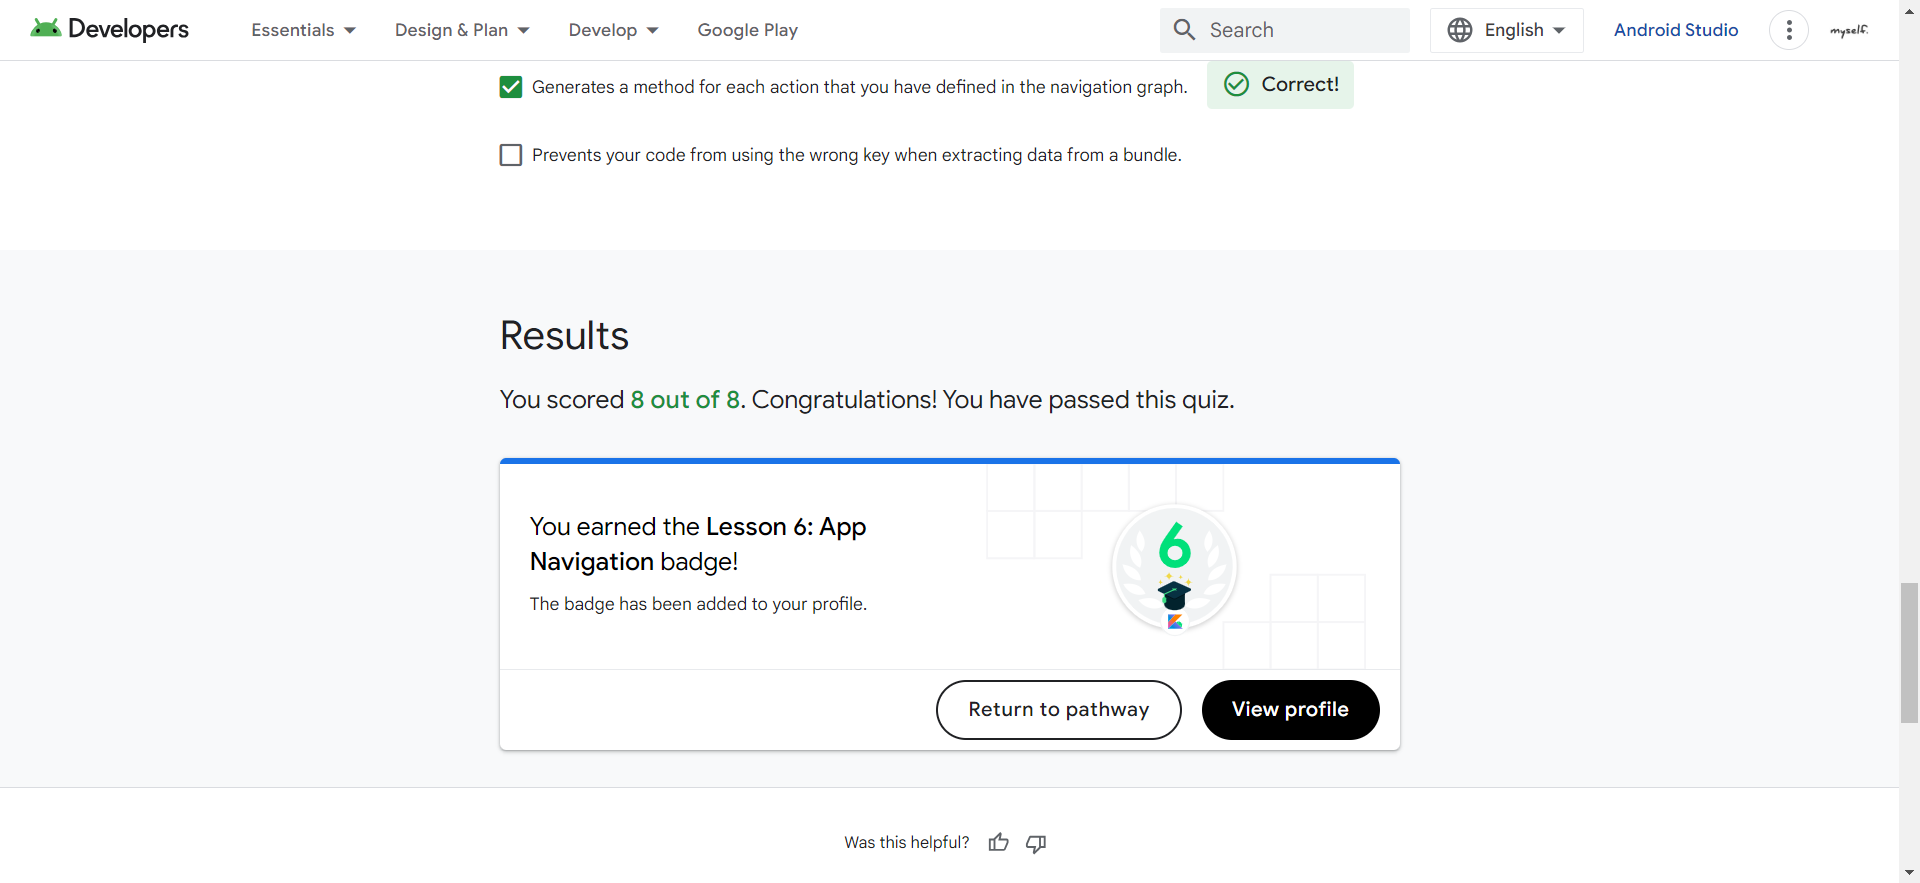 Developers Essentials Design & Plan Develop Google Play Search English Android Studio myself.
Generates a method for each action that you have defined in the navigation graph. Correct!
Prevents your code from using the wrong key when extracting data from a bundle.
Results
You scored 8 out of 8. Congratulations! You have passed this quiz.
You earned the Lesson 6: App
Navigation badge!
The badge has been added to your profile.
6
Return to pathway View profile
Was this helpful?